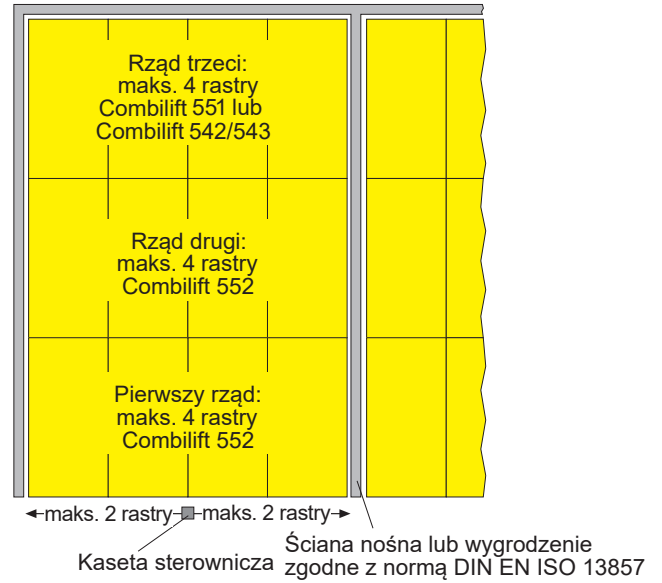 Rząd trzeci:
maks. 4 rastry
Combilift 551 lub
Combilift 542/543
Rząd drugi:
maks. 4 rastry
Combilift 552
Pierwszy rząd:
maks. 4 rastry
Combilift 552
maks. 2 rastry
maks. 2 rastry
Kaseta sterownicza
Ściana nośna lub wygrodzenie
zgodne z normą DIN EN ISO 13857